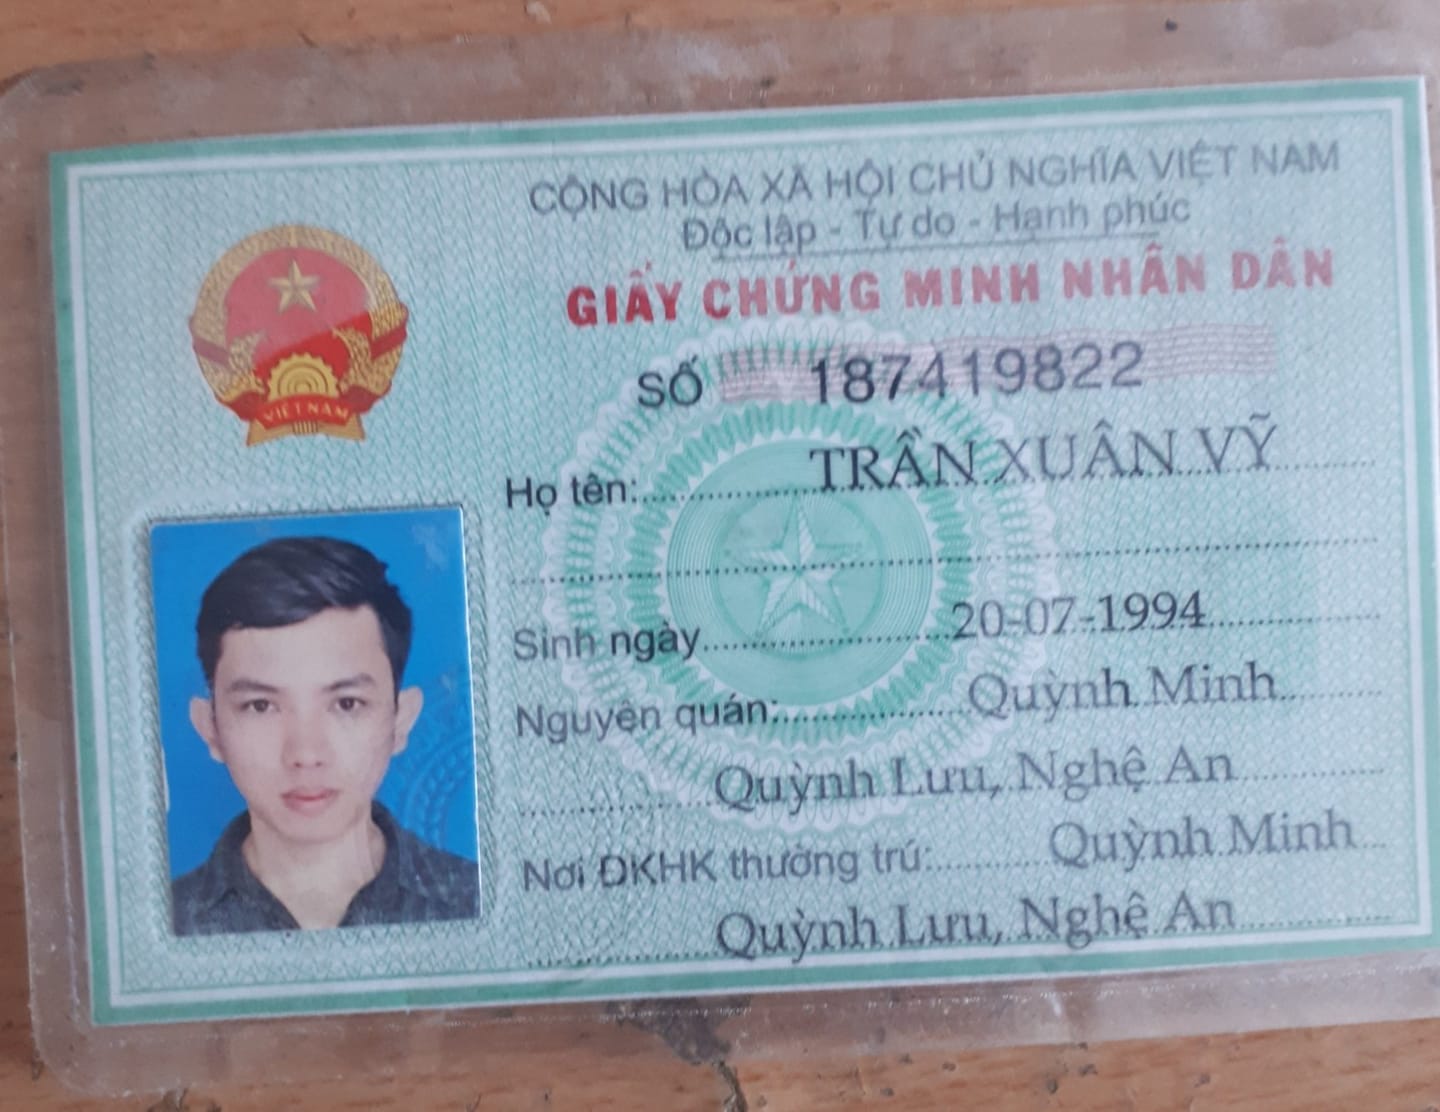 CỘNG HÒA XÃ HỘI CHỦ NGHĨA VIỆT NAM
Độc lập - Tự do - Hạnh phúc
GIẤY CHỨNG MINH NHÂN DÂN
SỐ 187419822
VIỆT NAM
Họ tên: TRẦN XUÂN VỸ
Sinh ngày 20-07-1994
Nguyên quán: Quỳnh Minh
Quỳnh Lưu, Nghệ An
Nơi ĐKHK thường trú: Quỳnh Minh
Quỳnh Lưu, Nghệ An